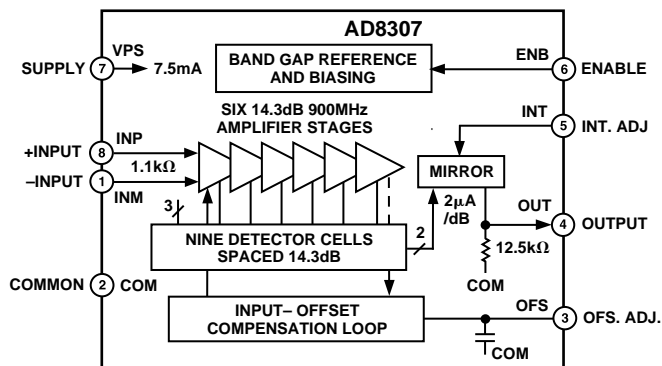 AD8307
SUPPLY
7
VPS
7.5mA
BAND GAP REFERENCE
AND BIASING
ENB
6
ENABLE
SIX 14.3dB 900MHz
AMPLIFIER STAGES
INT
5
INT. ADJ
+INPUT
8
INP
1.1kΩ
–INPUT
1
INM
MIRROR
2μA
/dB
OUT
4
OUTPUT
12.5kΩ
COM
3
NINE DETECTOR CELLS
SPACED 14.3dB
2
COMMON
2
COM
INPUT– OFFSET
COMPENSATION LOOP
OFS
3
OFS. ADJ.
COM